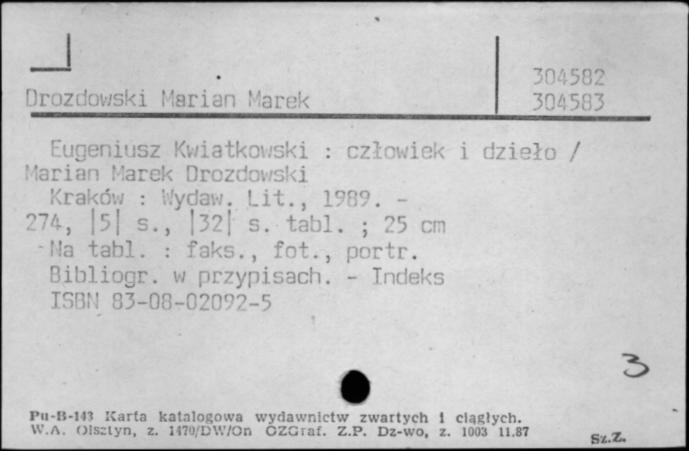 304582
Drozdowski Marian Marek 304583
Eugeniusz Kwiatkowski : człowiek i dzieło /
Marian Marek Drozdowski
Kraków : Wydaw. Lit., 1989. -
274, |5| s., |32| s. tabl. ; 25 cm
Na tabl. : faks., fot., portr.
Bibliogr. w przypisach. - Indeks
ISBN 83-08-02092-5
3
Pu-B-143 Karta katalogowa wydawnictw zwartych i ciągłych.
W.A. Olsztyn, z. 1470/DW/On OZGraf. Z.P. Dz-wo, z. 1003 11.87
Sz.Z.